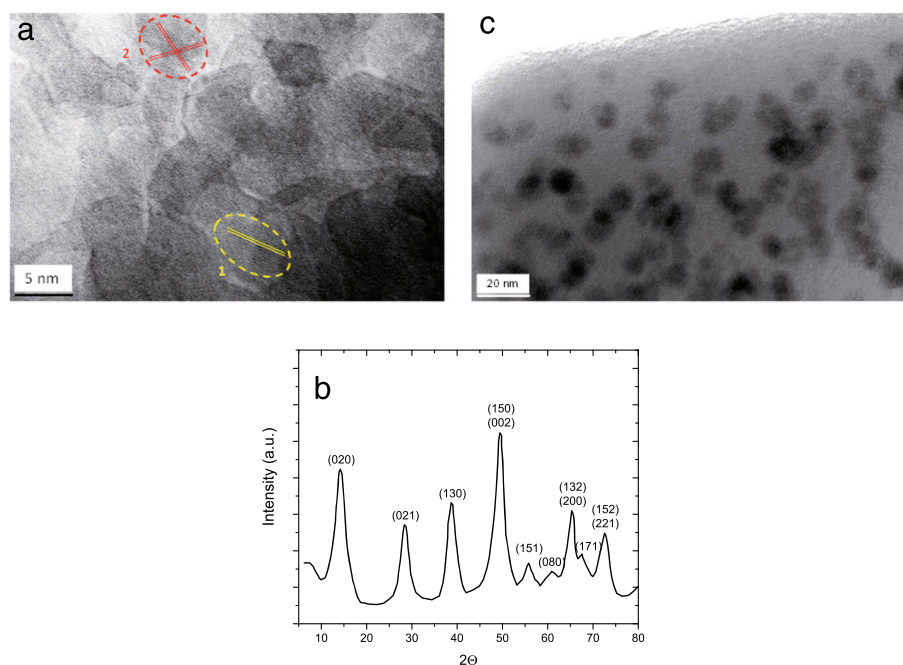 a
2
1
5 nm
c
20 nm
b
Intensity (a.u.)
(020)
(021)
(130)
(150)
(002)
(151)
(080)
(132)
(200)
(171)
(152)
(221)
10 20 30 40 50 60 70 80
2Θ